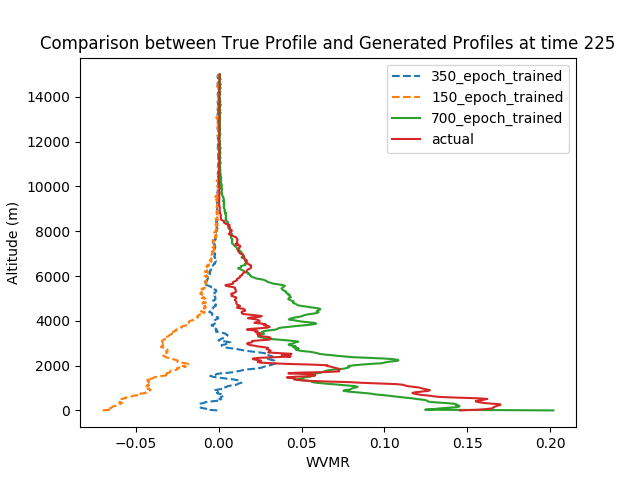 Comparison between True Profile and Generated Profiles at time 225
350_epoch_trained
150_epoch_trained
700_epoch_trained
actual
14000
12000
10000
8000
6000
4000
2000
0
Altitude (m)
−0.05
0.00
0.05
0.10
0.15
0.20
WVMR